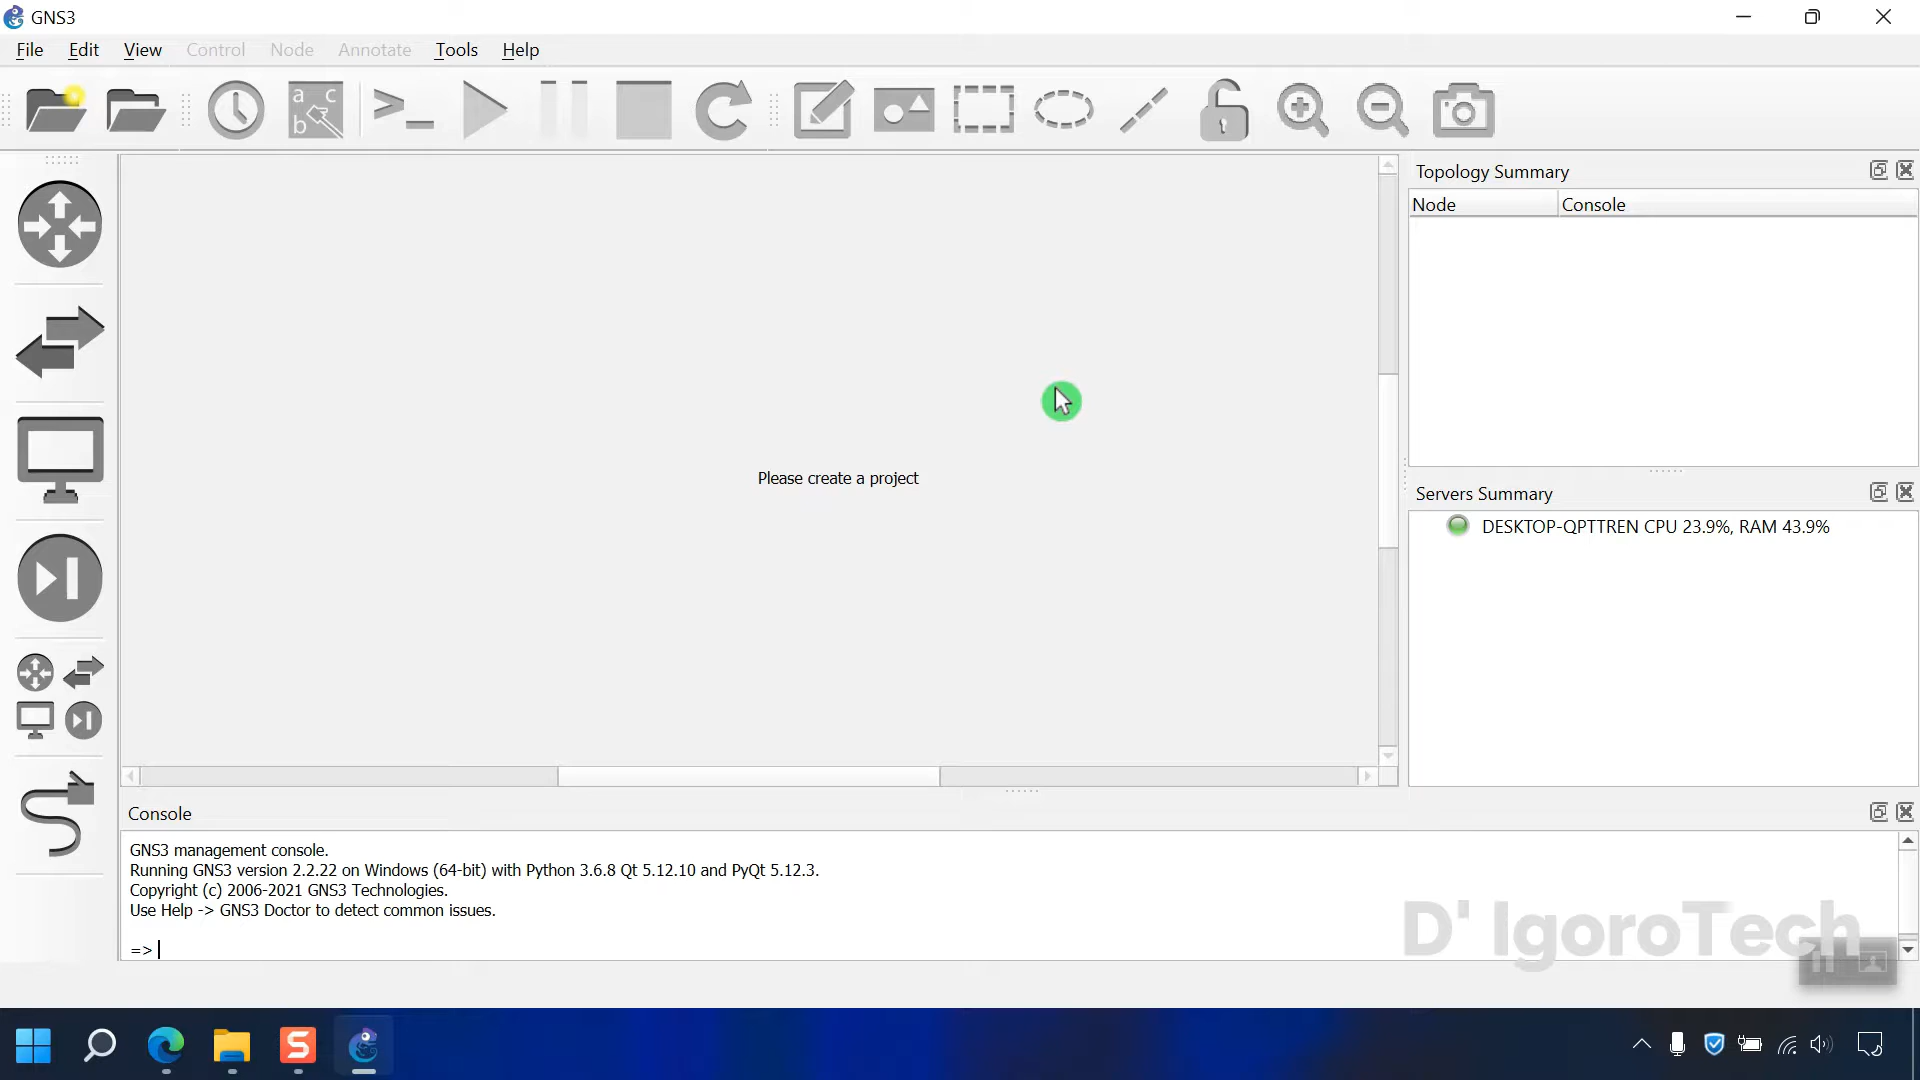 GNS3
File Edit View Control Node Annotate Tools Help
a c
b
Topology Summary
Node Console
Please create a project
Servers Summary
DESKTOP-QPTTREN CPU 23.9%, RAM 43.9%
Console
GNS3 management console.
Running GNS3 version 2.2.22 on Windows (64-bit) with Python 3.6.8 Qt 5.12.10 and PyQt 5.12.3.
Copyright (c) 2006-2021 GNS3 Technologies.
Use Help -> GNS3 Doctor to detect common issues.
=>
D' IgoroTech
S